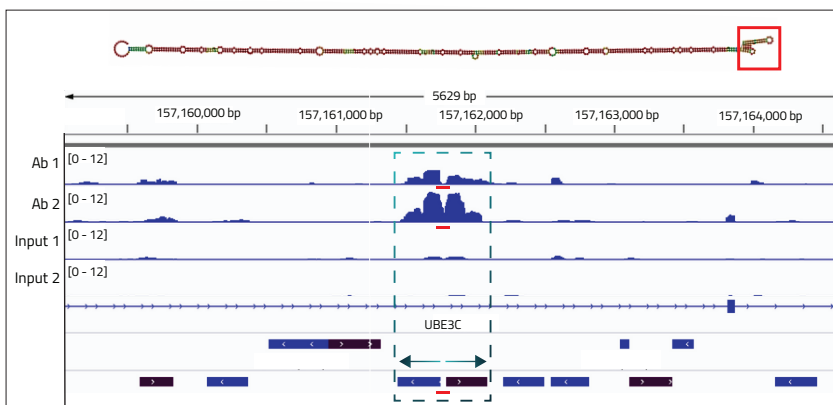 5629 bp
157,160,000 bp 157,161,000 bp 157,162,000 bp 157,163,000 bp 157,164,000 bp
Ab 1 [0 - 12]
Ab 2 [0 - 12]
Input 1 [0 - 12]
Input 2 [0 - 12]
UBE3C